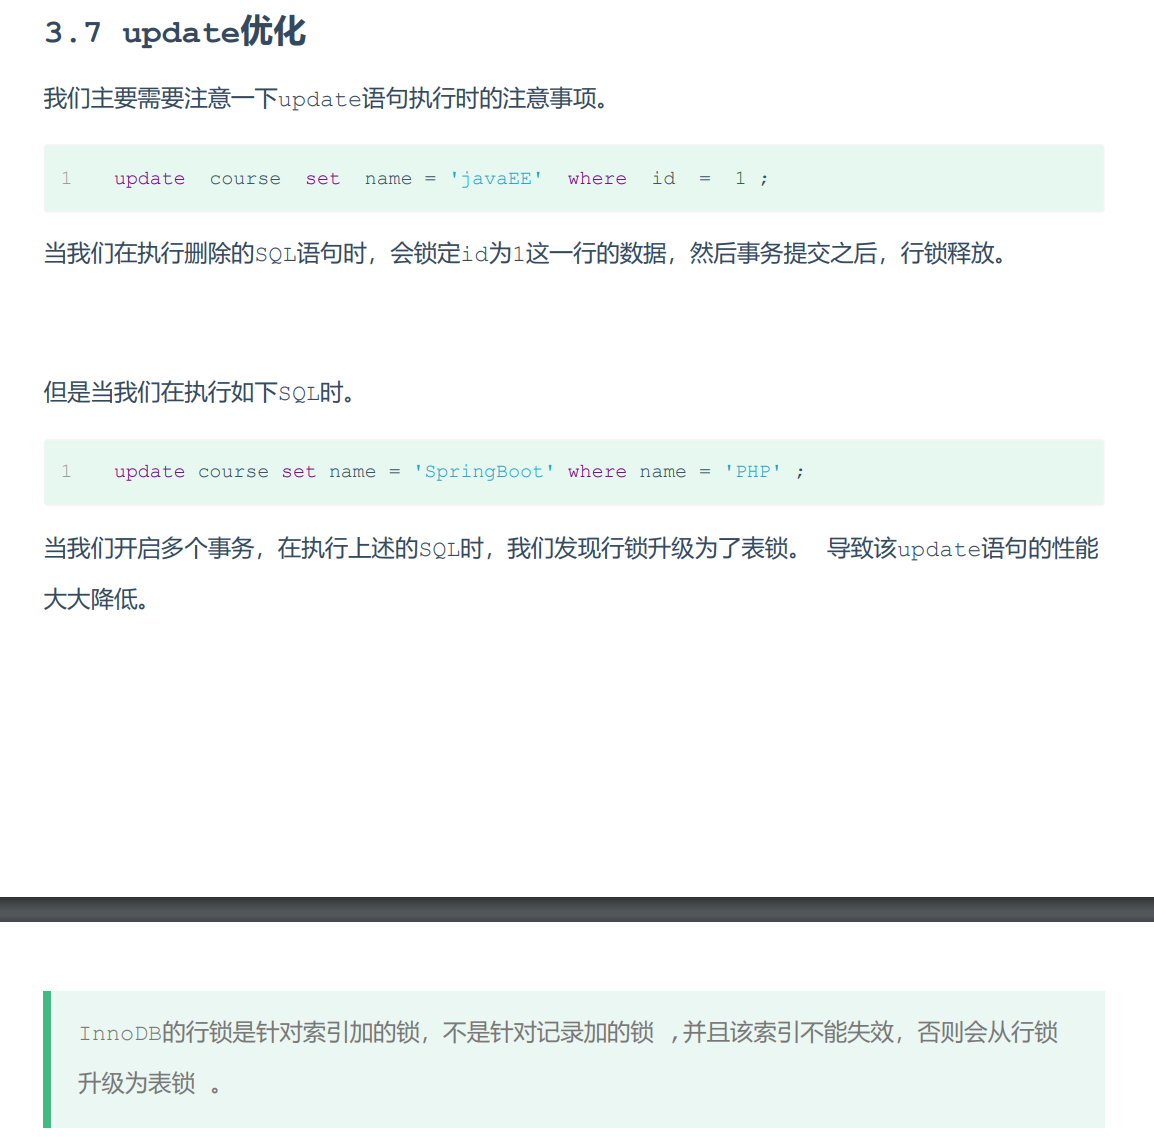 3.7 update优化
我们主要需要注意一下update语句执行时的注意事项。
1 update course set name = 'javaEE' where id = 1 ;
当我们在执行删除的SQL语句时，会锁定id为1这一行的数据，然后事务提交之后，行锁释放。
但是当我们在执行如下SQL时。
1 update course set name = 'SpringBoot' where name = 'PHP' ;
当我们开启多个事务，在执行上述的SQL时，我们发现行锁升级为了表锁。 导致该update语句的性能
大大降低。
InnoDB的行锁是针对索引加的锁，不是针对记录加的锁 ,并且该索引不能失效，否则会从行锁
升级为表锁 。